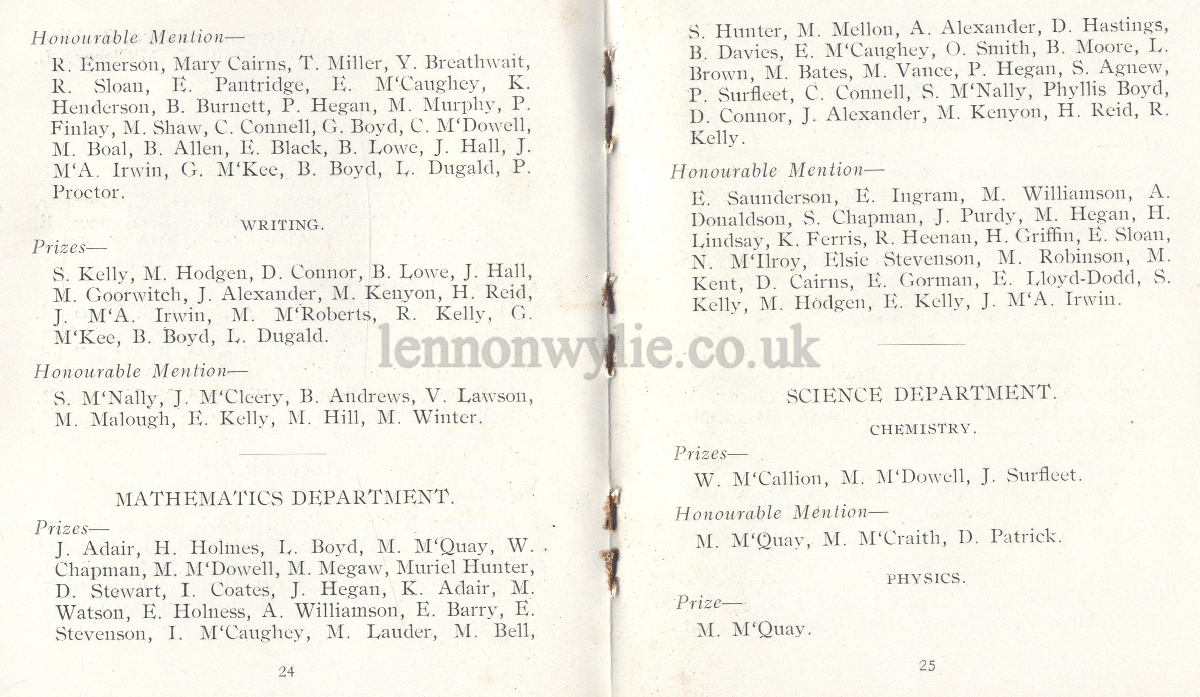 Honourable Mention—
R. Emerson, Mary Cairns, T. Miller, Y. Breathwait,
R. Sloan, E. Pantridge, E. M‘Caughey, K.
Henderson, B. Burnett, P. Hegan, M. Murphy, P.
Finlay, M. Shaw, C. Connell, G. Boyd, C. M‘Dowell,
M. Boal, B. Allen, E. Black, B. Lowe, J. Hall, J.
M‘A. Irwin, G. M‘Kee, B. Boyd, L. Dugald, P.
Proctor.
WRITING.
Prizes—
S. Kelly, M. Hodgen, D. Connor, B. Lowe, J. Hall,
M. Goorwitch, J. Alexander, M. Kenyon, H. Reid,
J. M‘A. Irwin, M. M‘Roberts, R. Kelly, G.
M‘Kee, B. Boyd, L. Dugald.
Honourable Mention—
S. M‘Nally, J. M‘Cleery, B. Andrews, V. Lawson,
M. Malough, E. Kelly, M. Hill, M. Winter.
MATHEMATICS DEPARTMENT.
Prizes—
J. Adair, H. Holmes, L. Boyd, M. M‘Quay, W.
Chapman, M. M‘Dowell, M. Megaw, Muriel Hunter,
D. Stewart, I. Coates, J. Hegan, K. Adair, M.
Watson, E. Holness, A. Williamson, E. Barry, E.
Stevenson, I. M‘Caughey, M. Lauder, M. Bell,
24
S. Hunter, M. Mellon, A. Alexander, D. Hastings,
B. Davies, E. M‘Caughey, O. Smith, B. Moore, L.
Brown, M. Bates, M. Vance, P. Hegan, S. Agnew,
P. Surfleet, C. Connell, S. M‘Nally, Phyllis Boyd,
D. Connor, J. Alexander, M. Kenyon, H. Reid, R.
Kelly.
Honourable Mention—
E. Saunderson, E. Ingram, M. Williamson, A.
Donaldson, S. Chapman, J. Purdy, M. Hegan, H.
Lindsay, K. Ferris, R. Heenan, H. Griffin, E. Sloan,
N. M‘Ilroy, Elsie Stevenson, M. Robinson, M.
Kent, D. Cairns, E. Gorman, E. Lloyd-Dodd, S.
Kelly, M. Hodgen, E. Kelly, J. M‘A. Irwin.
SCIENCE DEPARTMENT.
CHEMISTRY.
Prizes—
W. M‘Callion, M. M‘Dowell, J. Surfleet.
Honourable Mention—
M. M‘Quay, M. M‘Craith, D. Patrick.
PHYSICS.
Prize—
M. M‘Quay.
25
lennonwylie.co.uk